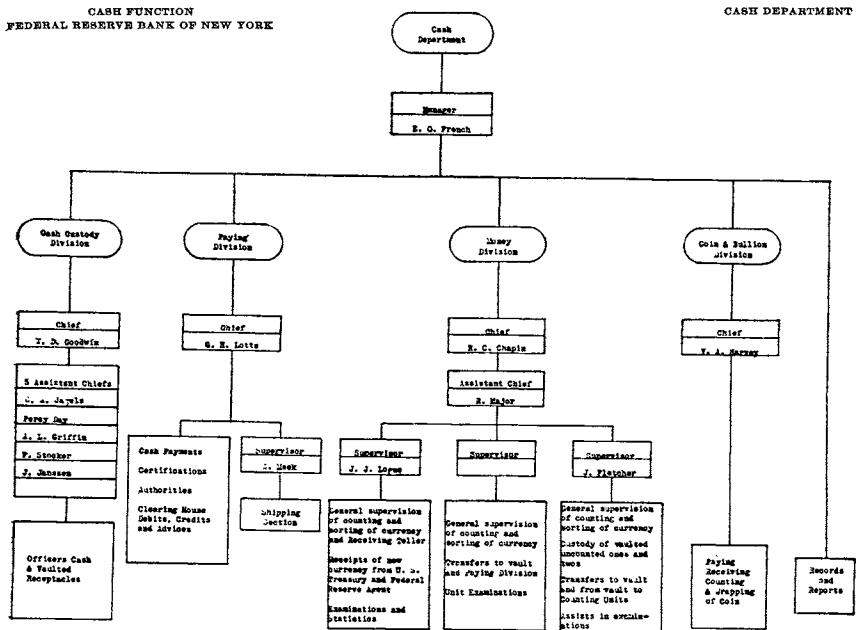 CASH FUNCTION
FEDERAL RESERVE BANK OF NEW YORK
CASH DEPARTMENT
Cash
Department
Manager
E. G. French
Cash Custody
Division
Chief
T. D. Goodwin
5 Assistant Chiefs
Jayels
Percy Day
A. L. Griffin
P. Stocker
J. Janssen
Officers Cash
& Vaulted
Receptacles
Paying
Division
Chief
G. E. Lotts
Cash Payments
Certifications
Authorities
Clearing House
Debits, Credits
and Advices
Supervisor
Meek
Shipping
Section
Money
Division
Chief
R. C. Chapin
Assistant Chief
R. Major
Supervisor
J. J.
General supervision
of counting and
sorting of currency
and Receiving Teller
Receipts of new
currency from U. S.
Treasury and Federal
Reserve Agent
Examinations and
Statistics
Supervisor
General supervision
of counting and
sorting of currency
Transfers to vault
and Paying Division
Unit Examinations
Supervisor
J. Fletcher
General supervision
of counting and
sorting of currency
Custody of vaulted
uncounted ones and
twos
Transfers to vault
and from vault to
Counting Units
Assists in examin-
ations
Coin & Bullion
Division
Chief
Harvey
Paying
Receiving
Counting
& Wrapping
of Coin
Records
and
Reports